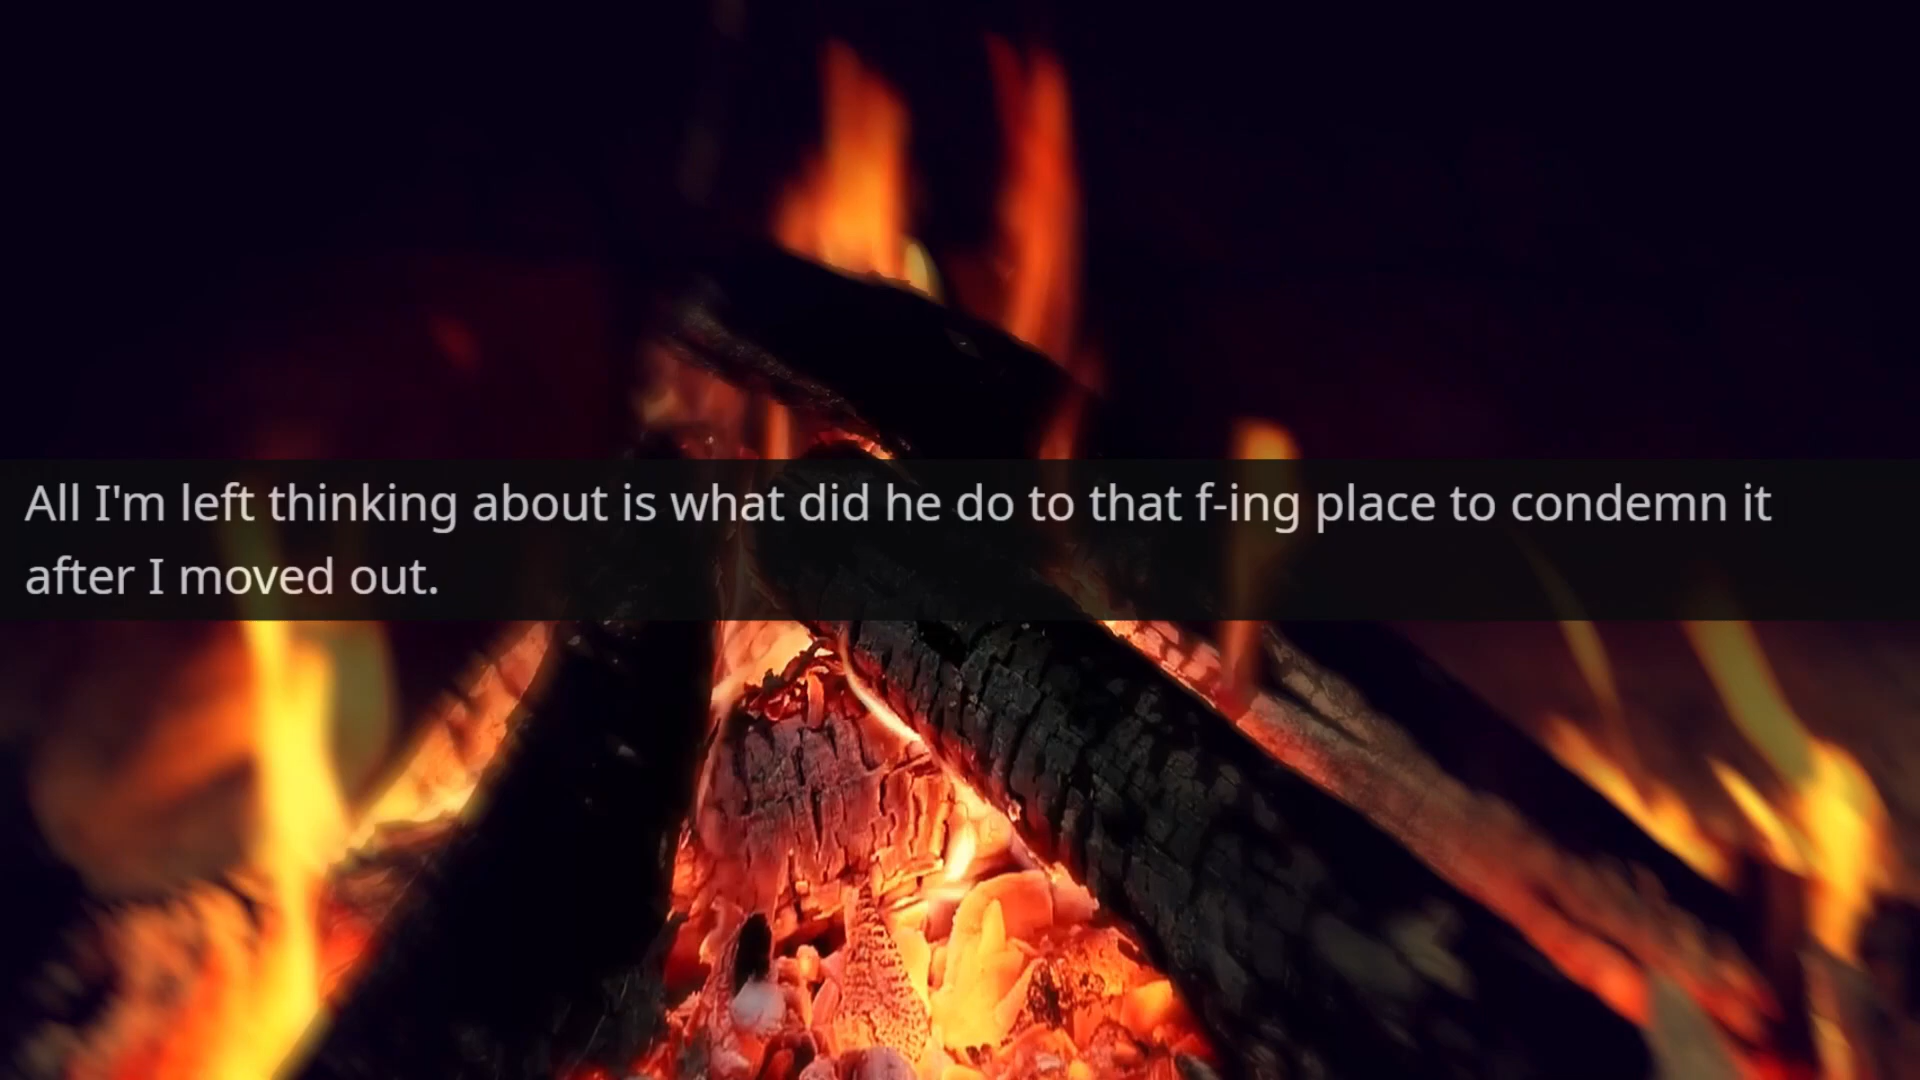 All I'm left thinking about is what did he do to that f-ing place to condemn it
after I moved out.